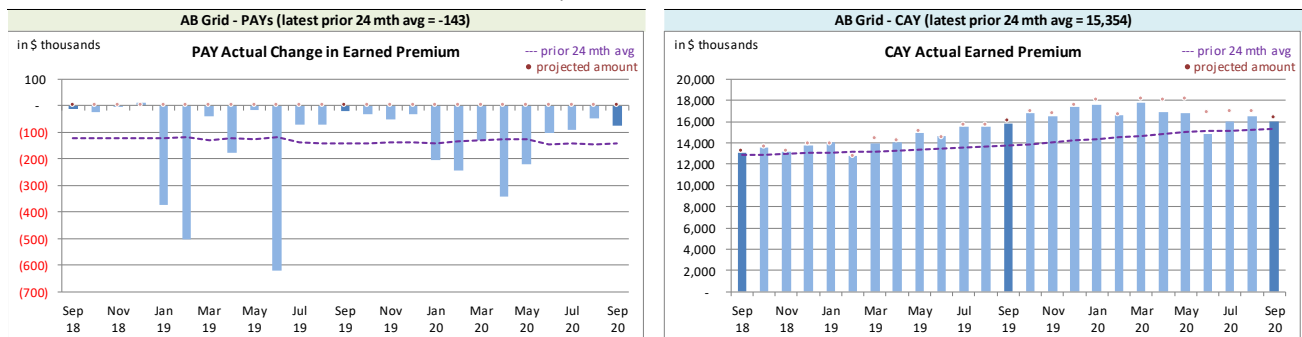 AB Grid - PAYs (latest prior 24 mth avg = -143)
in $ thousands
PAY Actual Change in Earned Premium
--- prior 24 mth avg
• projected amount
100
-
(100)
(200)
(300)
(400)
(500)
(600)
(700)
Sep Nov Jan Mar May Jul Sep Nov Jan Mar May Jul Sep
18 18 19 19 19 19 19 19 20 20 20 20 20
AB Grid - CAY (latest prior 24 mth avg = 15,354)
in $ thousands
CAY Actual Earned Premium
--- prior 24 mth avg
• projected amount
20,000
18,000
16,000
14,000
12,000
10,000
8,000
6,000
4,000
2,000
-
Sep Nov Jan Mar May Jul Sep Nov Jan Mar May Jul Sep
18 18 19 19 19 19 19 19 20 20 20 20 20